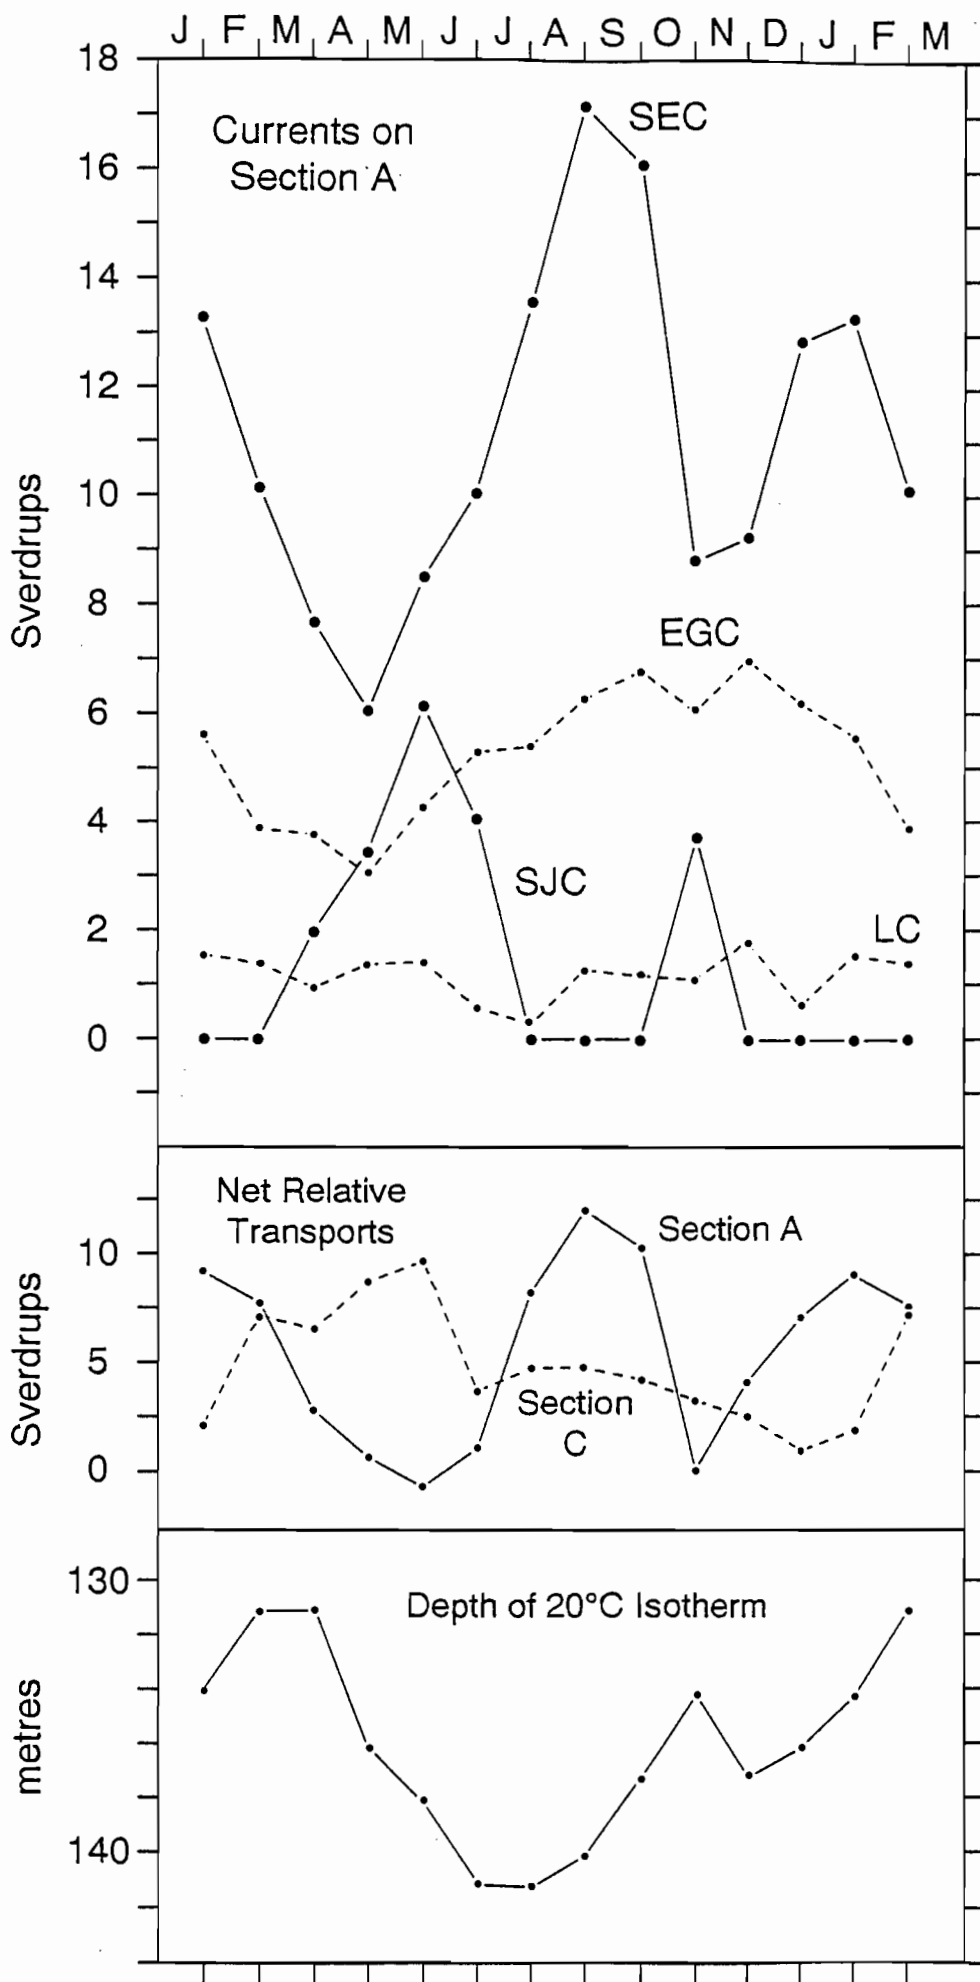 J F M A M J J A S O N D J F M
18
Currents on
Section A
SEC
16
14
12
10
8
Sverdrups
EGC
6
4
SJC
2
LC
0
Net Relative
Transports
Section A
10
Sverdrups
5
Section
C
0
130
Depth of 20°C Isotherm
metres
140